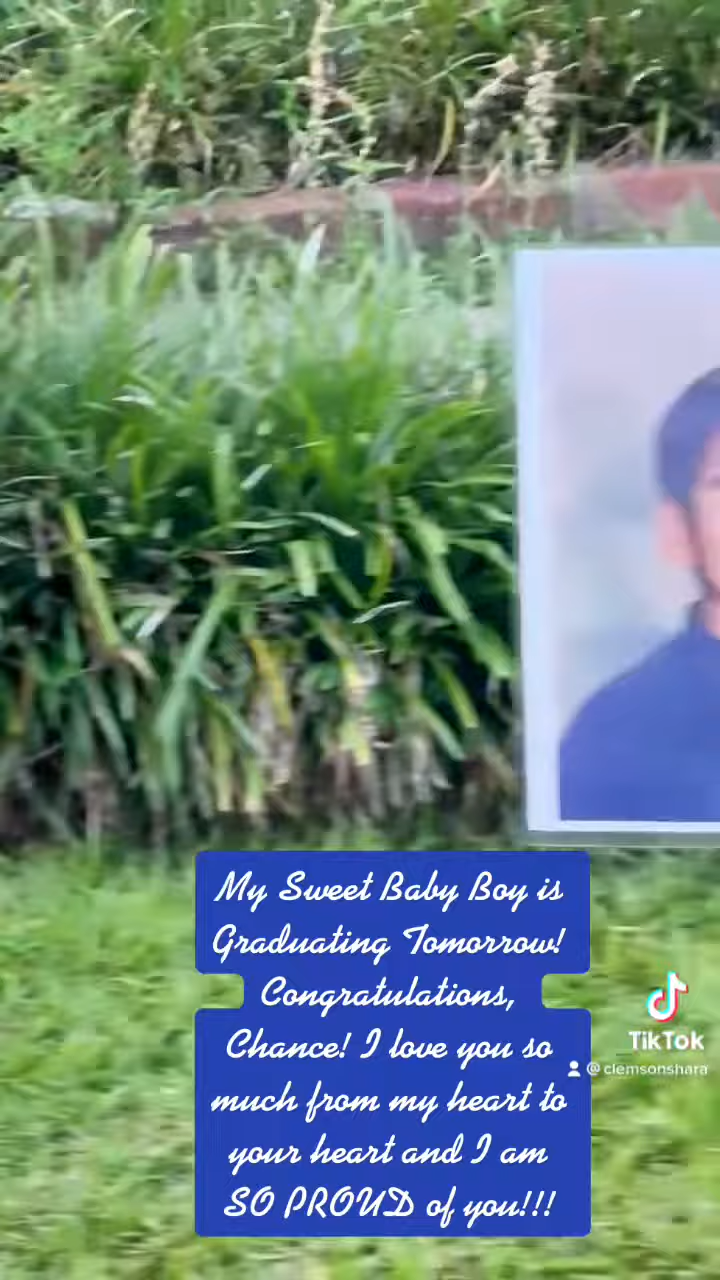 My Sweet Baby Boy is
Graduating Tomorrow!
Congratulations,
Chance! I love you so
much from my heart to
your heart and I am
SO PROUD of you!!!
TikTok
@clemsonshara